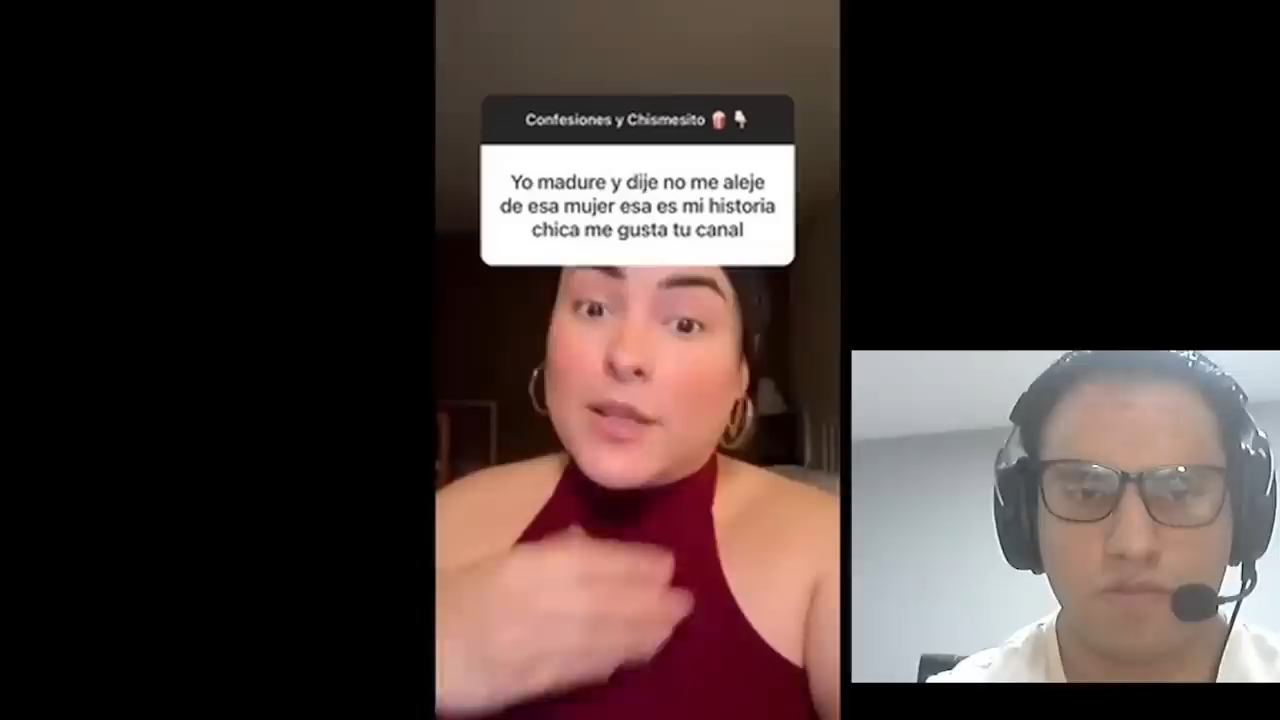 Confesiones y Chismesito 🍿👇🏻
Yo madure y dije no me aleje
de esa mujer esa es mi historia
chica me gusta tu canal